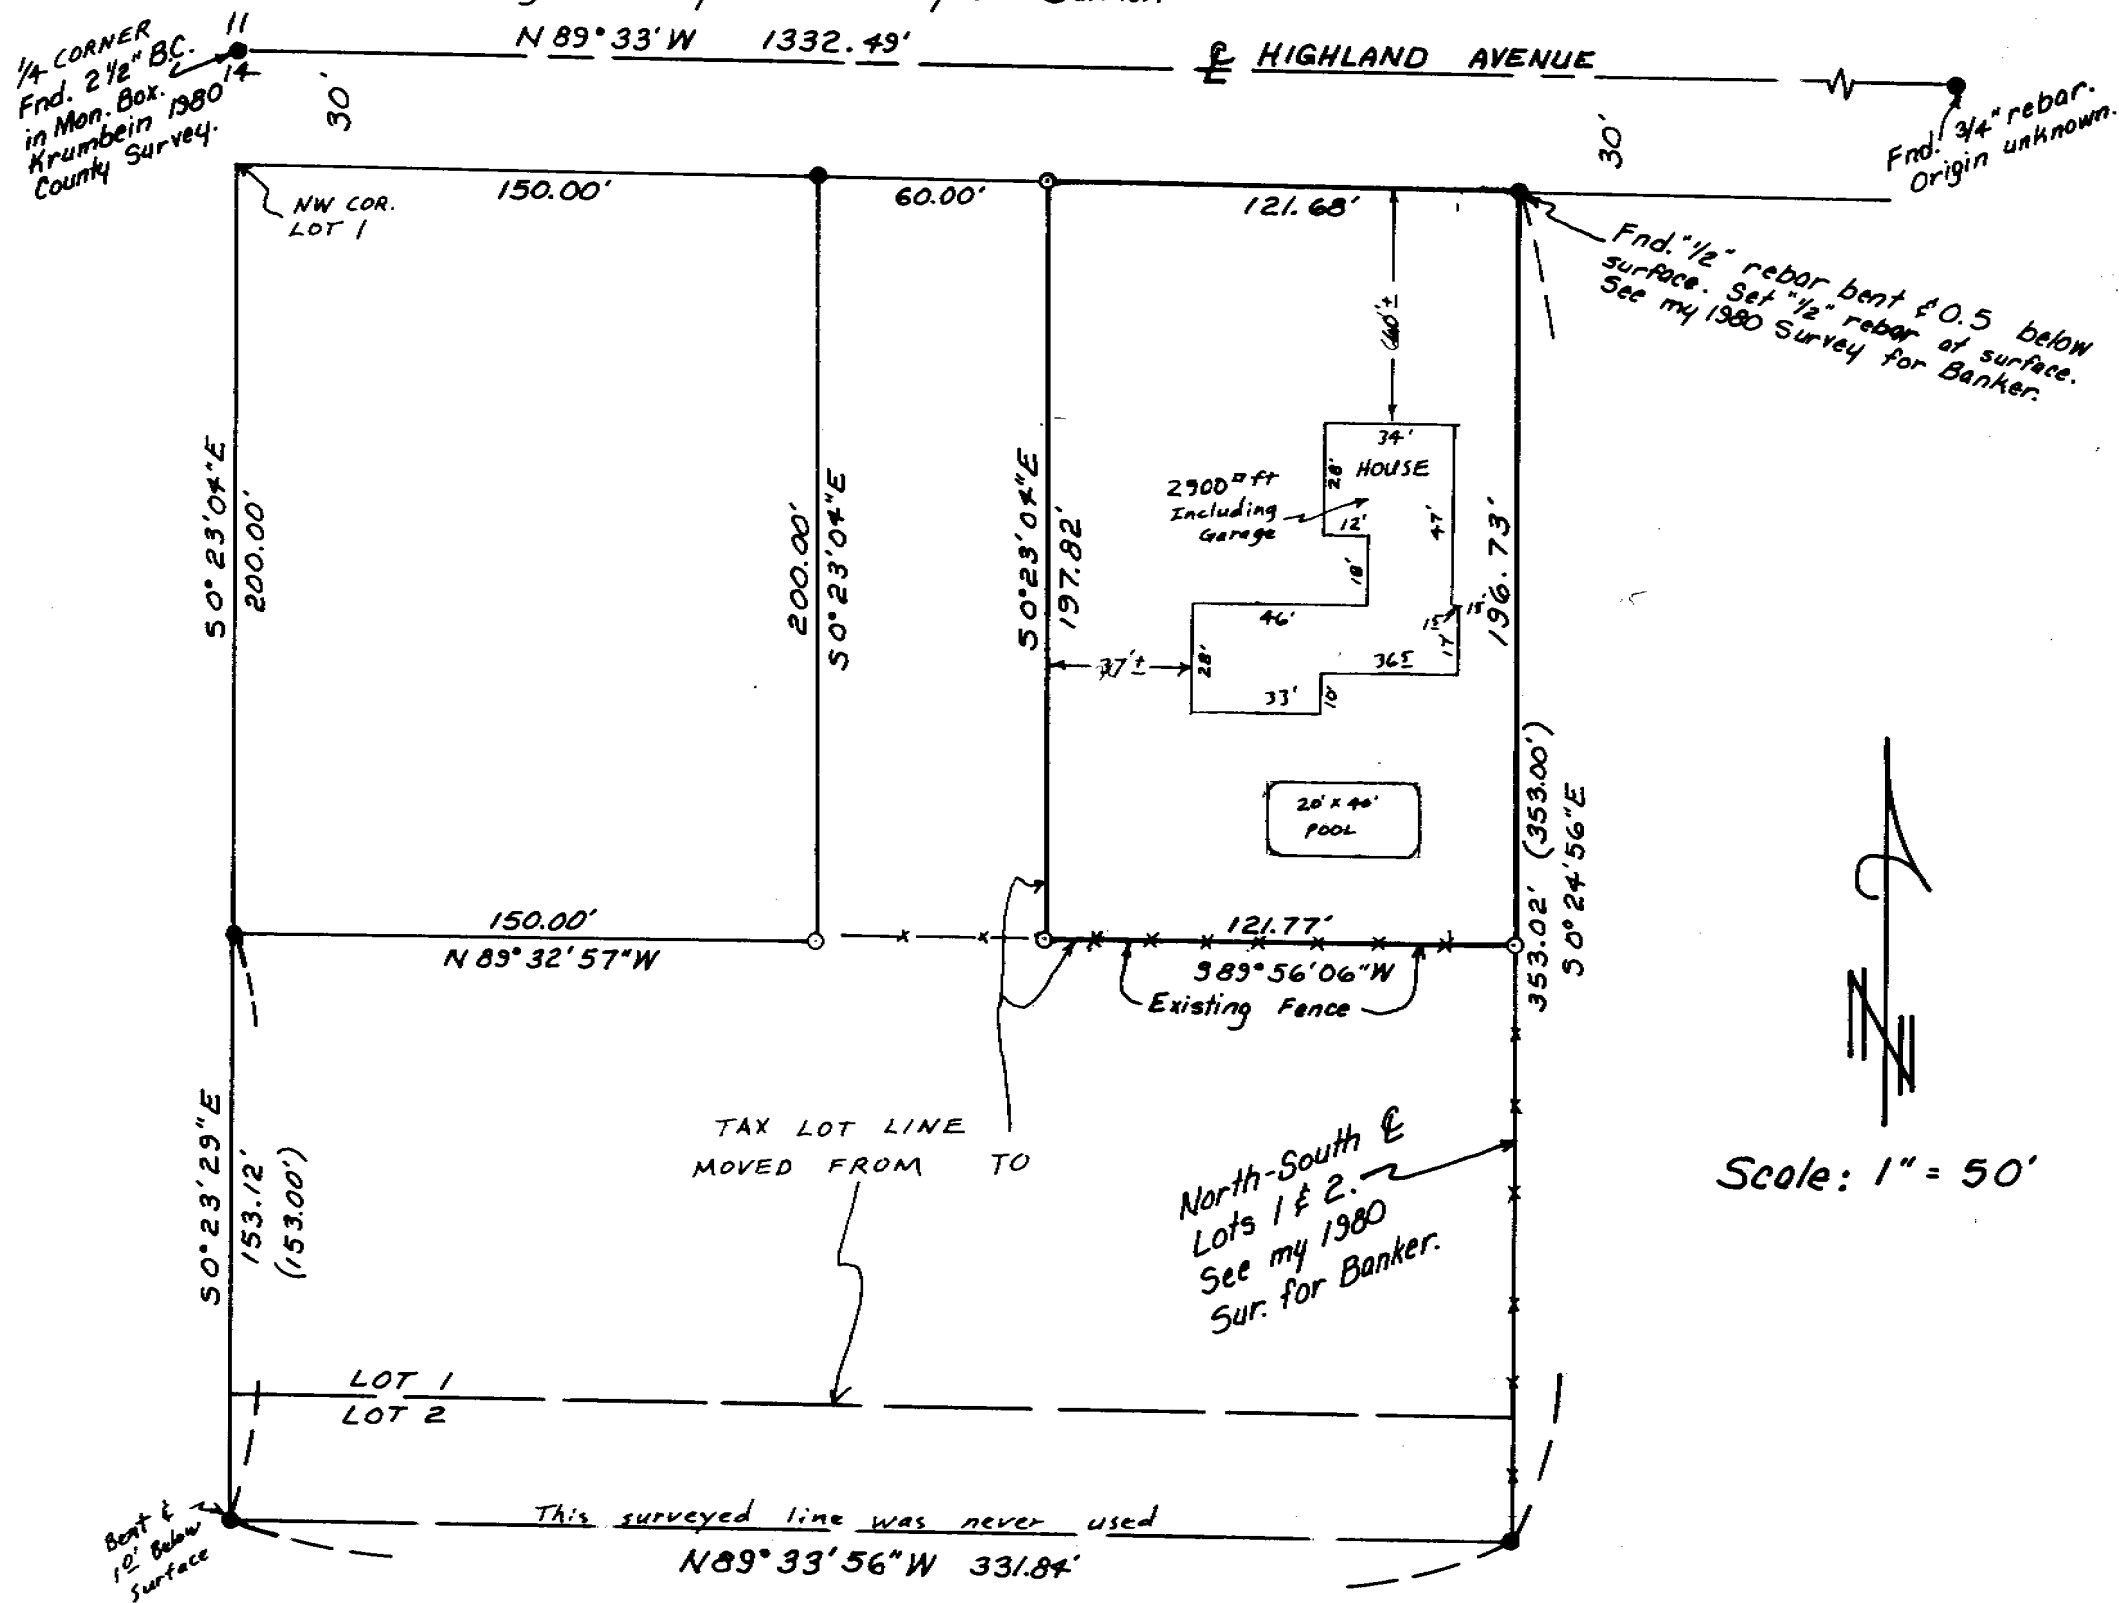 N 89°33'W 1332.49' ℄ HIGHLAND AVENUE
1/4 CORNER
Fnd. 2 1/2" B.C.
in Mon. Box.
Krumbein 1980
County Survey.
11
14
30'
30'
Fnd. 3/4" rebar.
Origin unknown.
150.00'
60.00'
121.68'
NW COR.
LOT 1
Fnd. "1/2" rebar bent & 0.5 below
surface. Set "1/2" rebar at surface.
See my 1980 Survey for Banker.
S 0°23'04"E
200.00'
200.00'
S 0°23'04"E
S 0°23'04"E
197.82'
60'±
34'
HOUSE
28'
2900 □ ft
Including
Garage
12'
47'
18'
196.73'
46'
15'
15
17'
37'±
28'
36 5
33'
10'
20' x 40'
POOL
353.02' (353.00')
S 0°24'56"E
150.00'
N 89°32'57"W
121.77'
S89°56'06"W
Existing Fence
TAX LOT LINE
MOVED FROM TO
North-South ℄
Lots 1 & 2.
See my 1980
Sur. for Banker.
N
Scale: 1" = 50'
S 0°23'29"E
153.12'
(153.00')
LOT 1
LOT 2
Bent &
1.0' Below
Surface
This surveyed line was never used
N89°33'56"W 331.84'